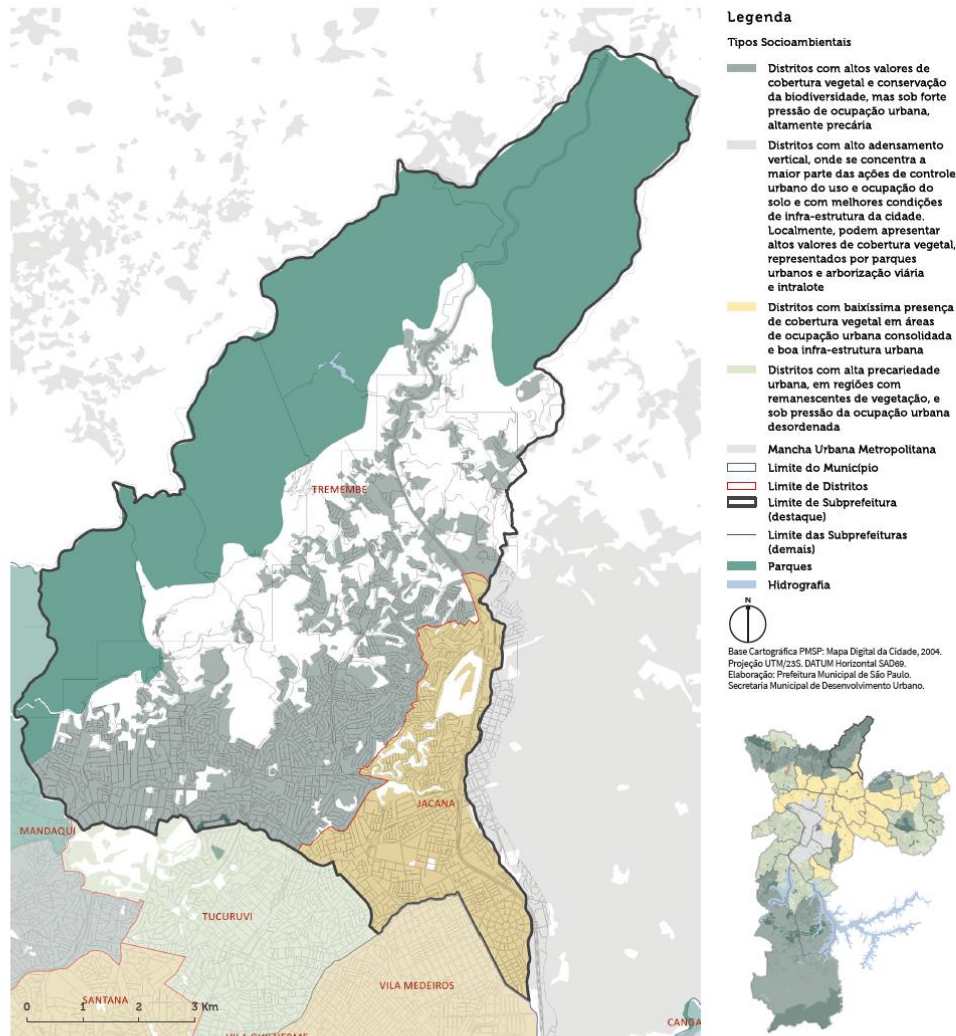 Legenda
Tipos Socioambientais
Distritos com altos valores de
cobertura vegetal e conservação
da biodiversidade, mas sob forte
pressão de ocupação urbana,
altamente precária
Distritos com alto adensamento
vertical, onde se concentra a
maior parte das ações de controle
urbano do uso e ocupação do
solo e com melhores condições
de infra-estrutura da cidade.
Localmente, podem apresentar
altos valores de cobertura vegetal,
representados por parques
urbanos e arborização viária
e intralote
Distritos com baixíssima presença
de cobertura vegetal em áreas
de ocupação urbana consolidada
e boa infra-estrutura urbana
Distritos com alta precariedade
urbana, em regiões com
remanescentes de vegetação, e
sob pressão da ocupação urbana
desordenada
Mancha Urbana Metropolitana
Limite do Município
Limite de Distritos
Limite de Subprefeitura
(destaque)
Limite das Subprefeituras
(demais)
Parques
Hidrografia
N
Base Cartográfica PMSP: Mapa Digital da Cidade, 2004.
Projeção UTM/23S. DATUM Horizontal SAD69.
Elaboração: Prefeitura Municipal de São Paulo.
Secretaria Municipal de Desenvolvimento Urbano.
TREMEMBE
JACANA
MANDAQUI
TUCURUVI
VILA MEDEIROS
SANTANA
0 1 2 3 Km
CANGA